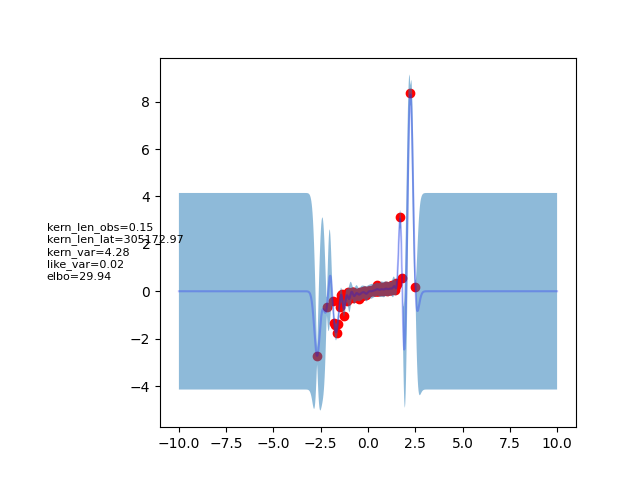 8
6
4
2
0
−2
−4
kern_len_obs=0.15
kern_len_lat=305172.97
kern_var=4.28
like_var=0.02
elbo=29.94
−10.0 −7.5 −5.0 −2.5 0.0 2.5 5.0 7.5 10.0